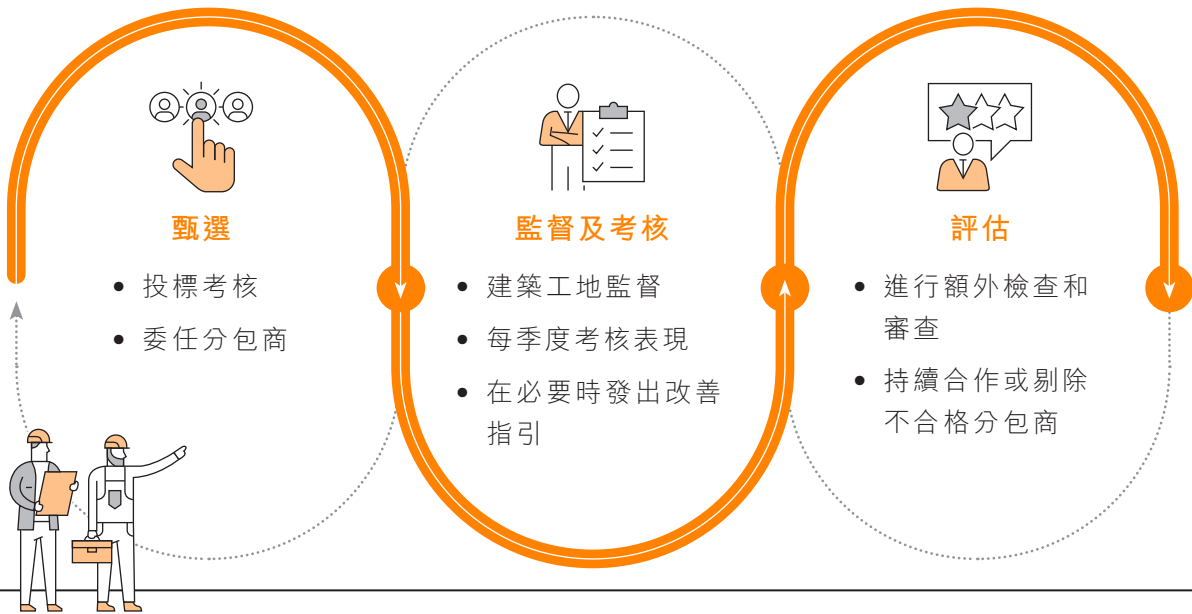 甄選
• 投標考核
• 委任分包商
監督及考核
• 建築工地監督
• 每季度考核表現
• 在必要時發出改善
指引
評估
• 進行額外檢查和
審查
• 持續合作或剔除
不合格分包商